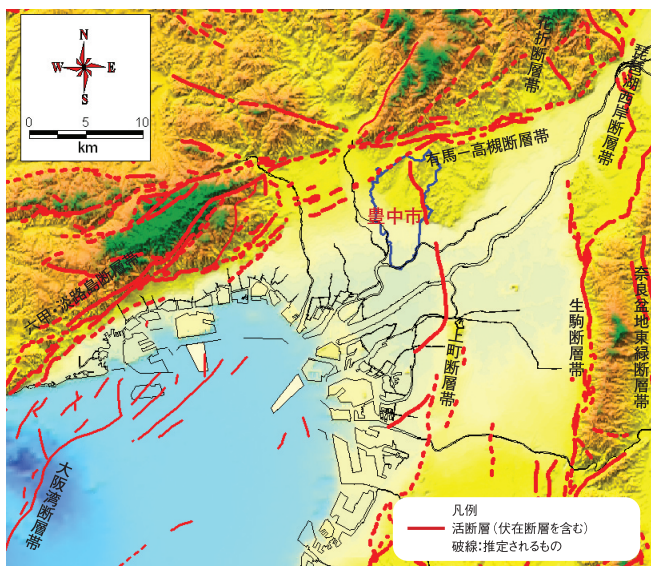 N
W
E
S
0
5
10
km
花折断層帯
琵琶湖西岸断層帯
有馬ー高槻断層帯
豊中市
六甲・淡路島断層帯
上町断層帯
生駒断層帯
奈良盆地東縁断層帯
大阪湾断層帯
凡例
活断層（伏在断層を含む）
破線：推定されるもの